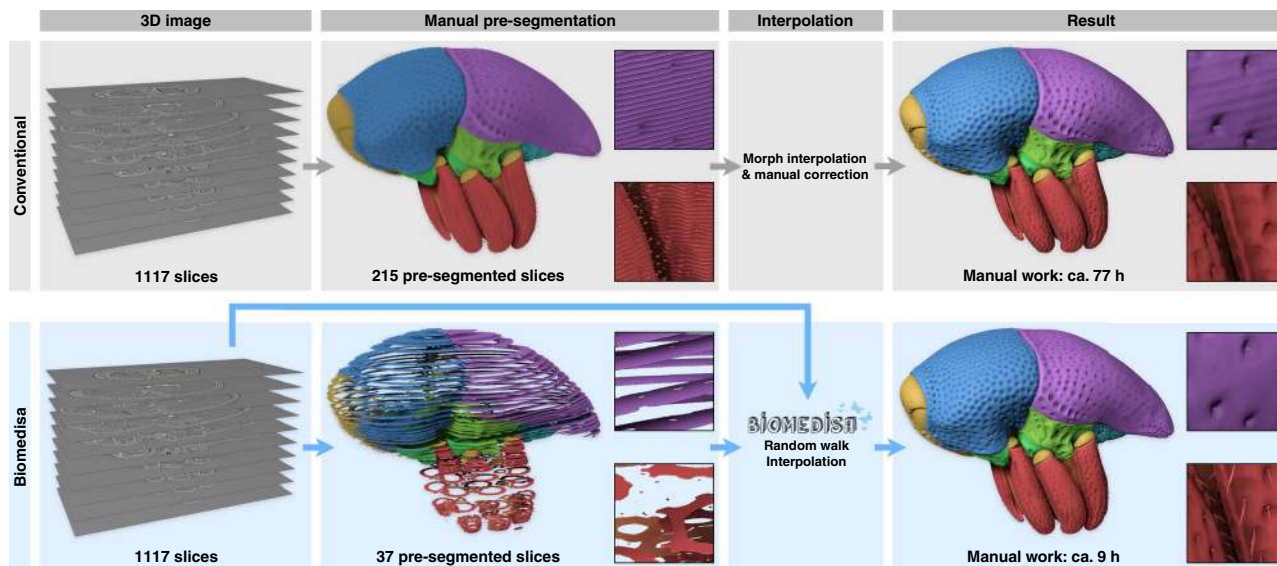 3D image
Manual pre-segmentation
Interpolation
Result
Conventional
1117 slices
215 pre-segmented slices
Morph interpolation
& manual correction
Manual work: ca. 77 h
Biomedisa
1117 slices
37 pre-segmented slices
BiOMEDiSA
Random walk
Interpolation
Manual work: ca. 9 h